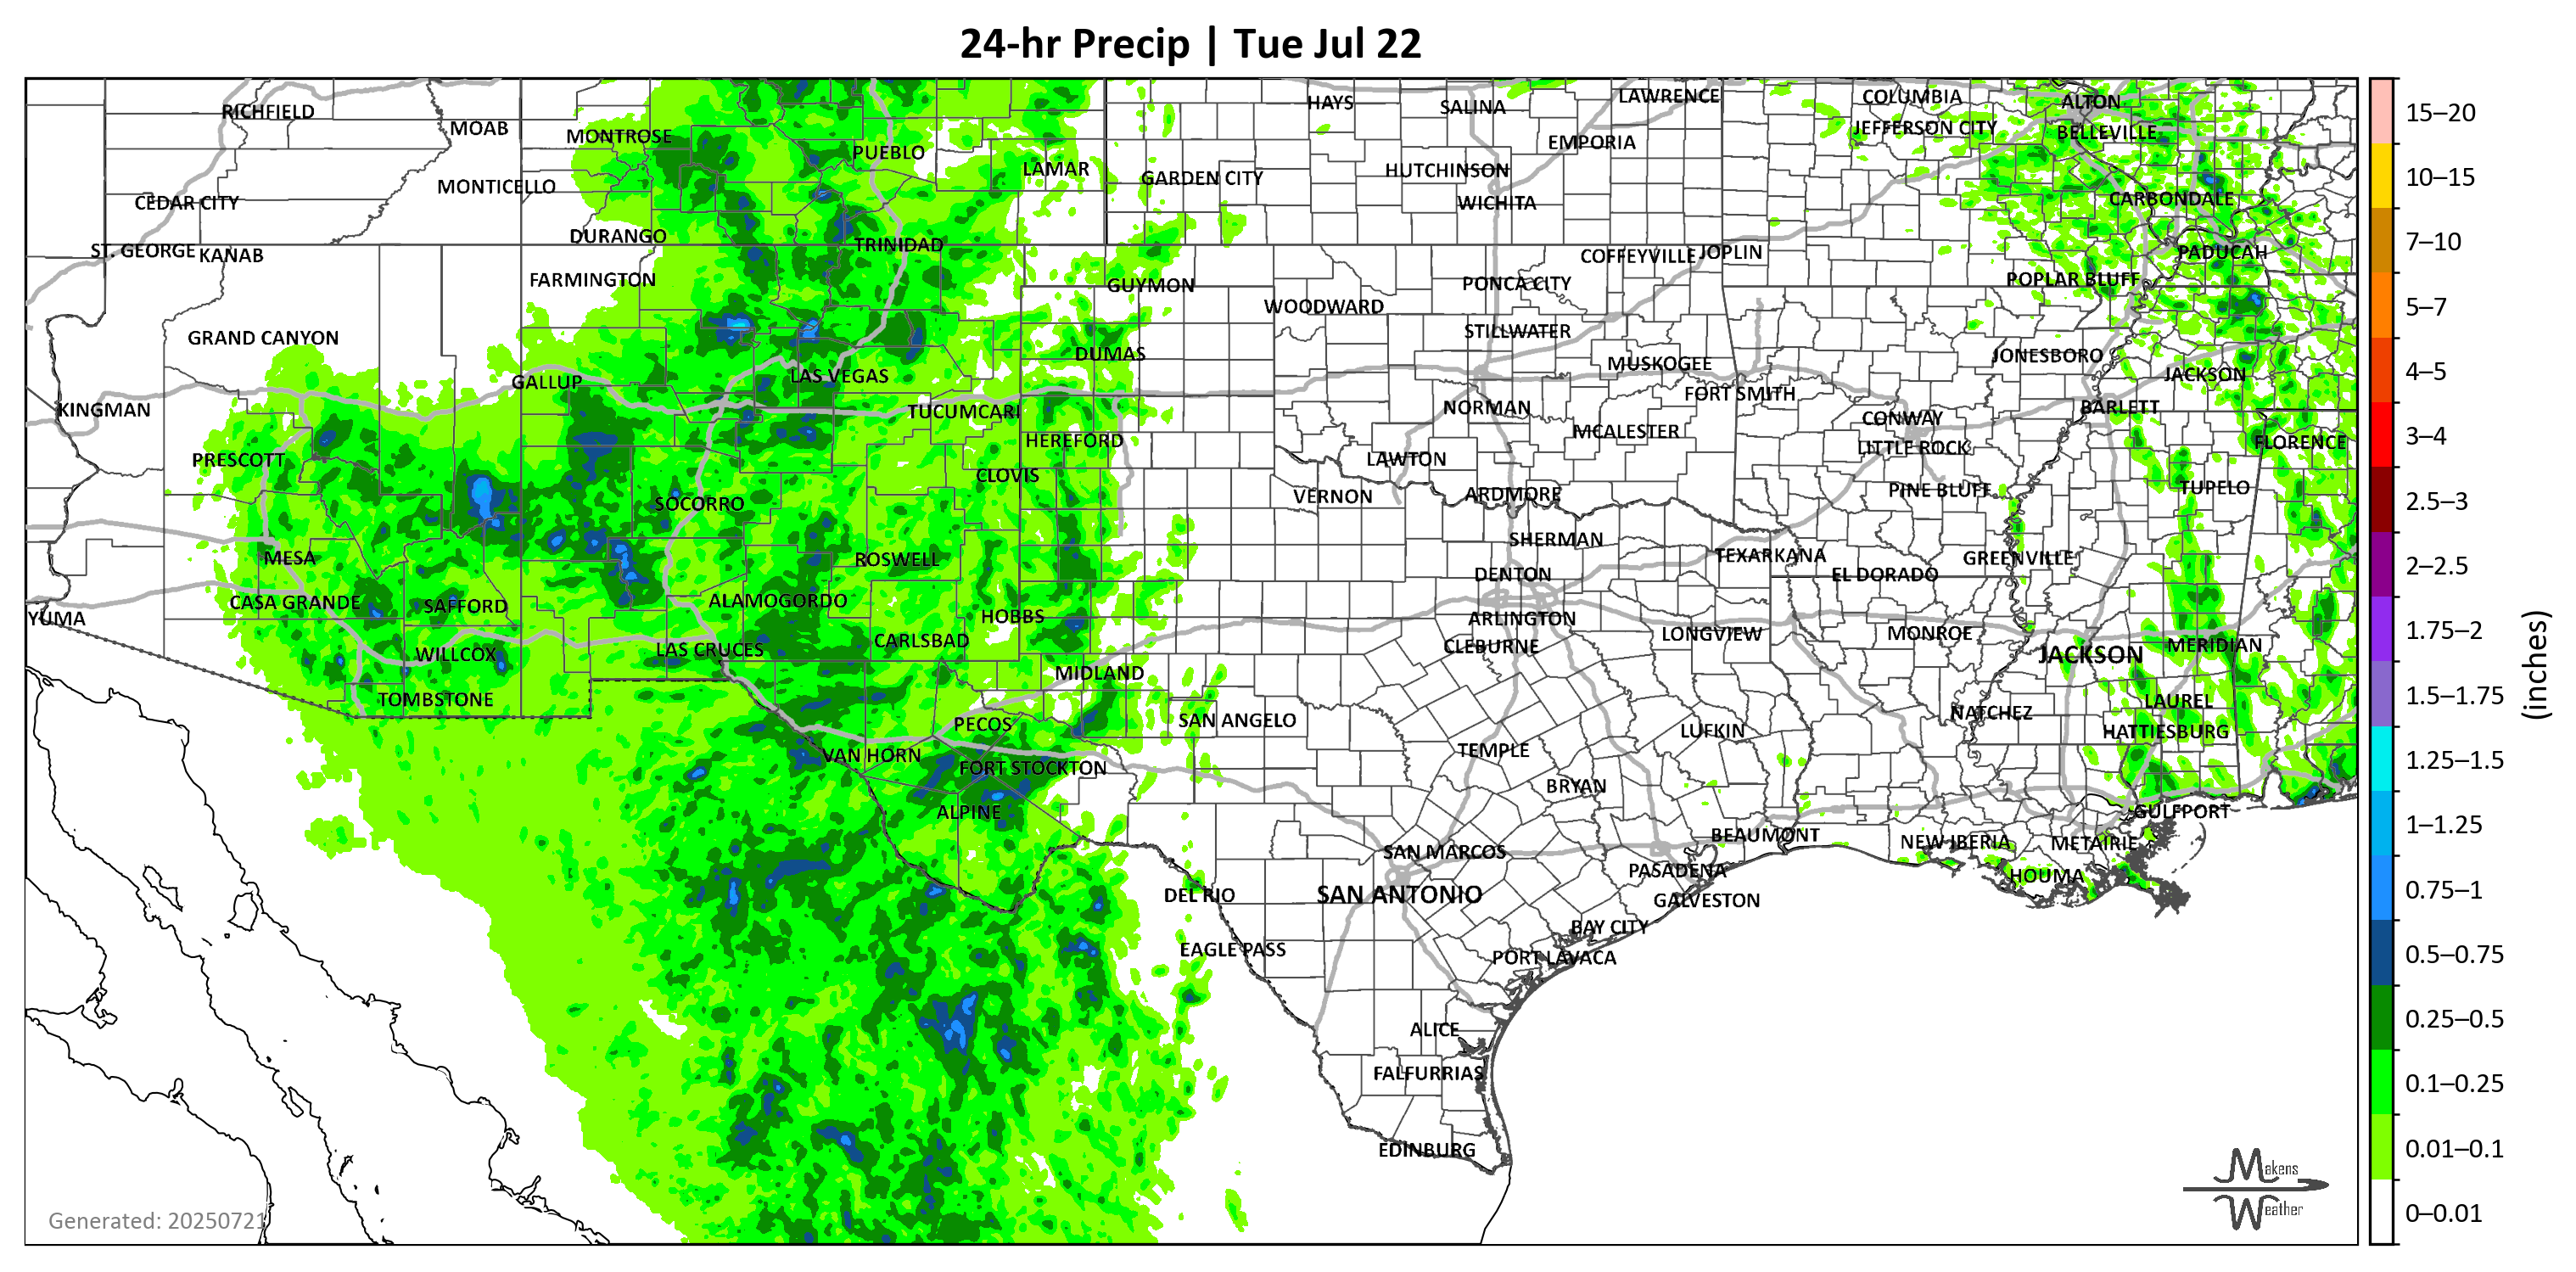 24-hr Precip | Tue Jul 22
RICHFIELD
MOAB
MONTROSE
PUEBLO
LAMAR
HAYS
SALINA
LAWRENCE
EMPORIA
COLUMBIA
JEFFERSON CITY
ALTON
BELLEVILLE
MONTICELLO
CEDAR CITY
GARDEN CITY
HUTCHINSON
WICHITA
CARBONDALE
ST. GEORGE
KANAB
DURANGO
TRINIDAD
COFFEYVILLE
JOPLIN
PADUCAH
FARMINGTON
GUYMON
WOODWARD
PONCA CITY
POPLAR BLUFF
GRAND CANYON
DUMAS
STILLWATER
MUSKOGEE
JONESBORO
JACKSON
GALLUP
LAS VEGAS
FORT SMITH
KINGMAN
TUCUMCARI
NORMAN
CONWAY
BARLETT
PRESCOTT
HEREFORD
MCALESTER
LITTLE ROCK
FLORENCE
CLOVIS
LAWTON
SOCORRO
VERNON
ARDMORE
PINE BLUFF
TUPELO
MESA
ROSWELL
SHERMAN
TEXARKANA
GREENVILLE
DENTON
EL DORADO
YUMA
CASA GRANDE
SAFFORD
ALAMOGORDO
HOBBS
ARLINGTON
WILLCOX
LAS CRUCES
CARLSBAD
CLEBURNE
LONGVIEW
MONROE
JACKSON
MERIDIAN
TOMBSTONE
MIDLAND
PECOS
SAN ANGELO
LUFKIN
NATCHEZ
LAUREL
HATTIESBURG
VAN HORN
FORT STOCKTON
TEMPLE
BRYAN
ALPINE
GULFPORT
SAN MARCOS
BEAUMONT
NEW IBERIA
METAIRIE
DEL RIO
SAN ANTONIO
PASADENA
GALVESTON
HOUMA
EAGLE PASS
BAY CITY
PORT LAVACA
ALICE
FALFURRIAS
EDINBURG
Generated: 20250721
Makens
Weather
15–20
10–15
7–10
5–7
4–5
3–4
2.5–3
2–2.5
1.75–2
1.5–1.75
1.25–1.5
1–1.25
0.75–1
0.5–0.75
0.25–0.5
0.1–0.25
0.01–0.1
0–0.01
(inches)